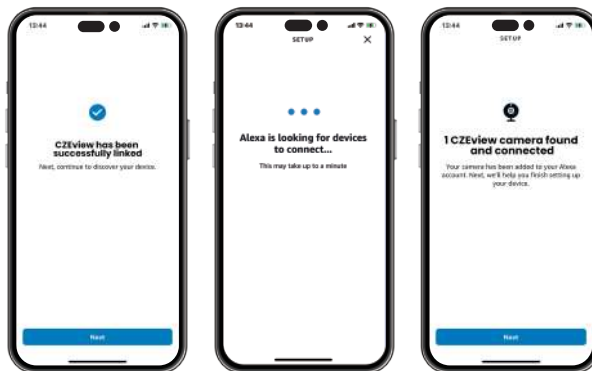 13:44
CZEview has been
successfully linked
Next, continue to discover your device.
Next
13:44
SETUP
Alexa is looking for devices
to connect...
This may take up to a minute
13:44
SETUP
1 CZEview camera found
and connected
Your camera has been added to your Alexa
account. Next, we'll help you finish setting up
your device.
Next